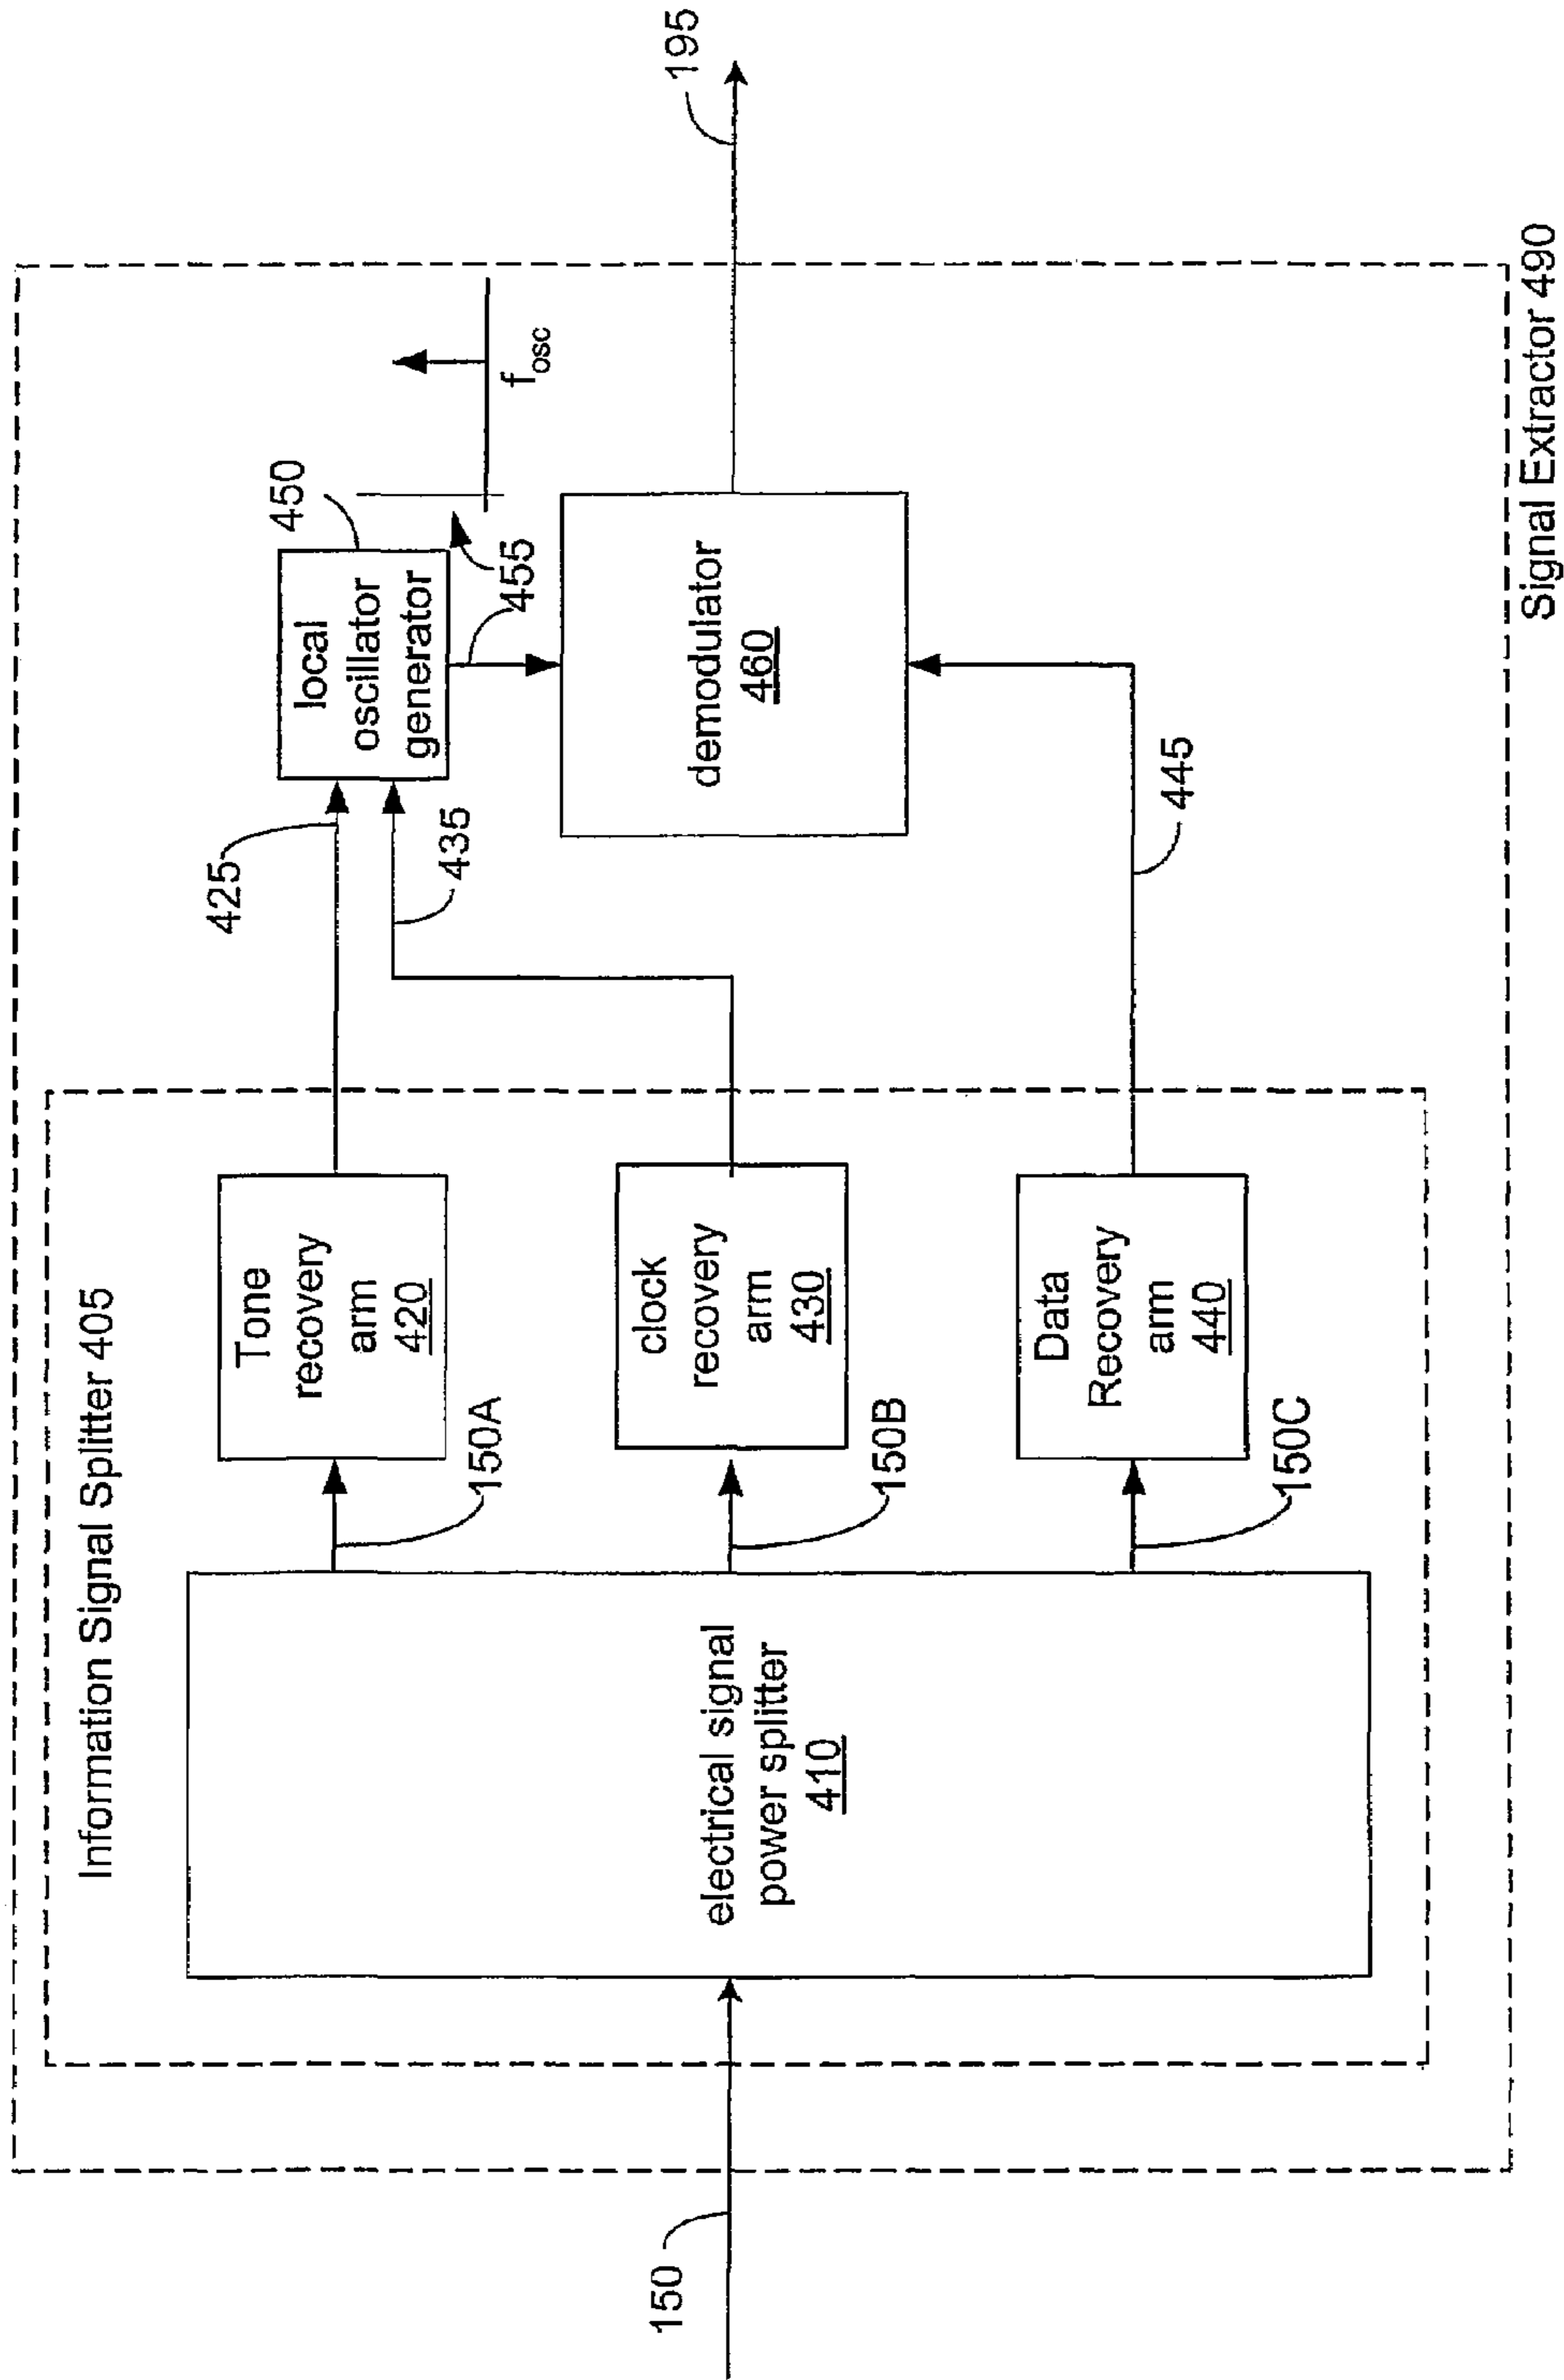 Information Signal Splitter 405
150
electrical signal
power splitter
410
150A
150B
150C
Tone
recovery
arm
420
clock
recovery
arm
430
Data
Recovery
arm
440
425
435
445
local
oscillator
generator
450
455
fosc
demodulator
460
195
Signal Extractor 490